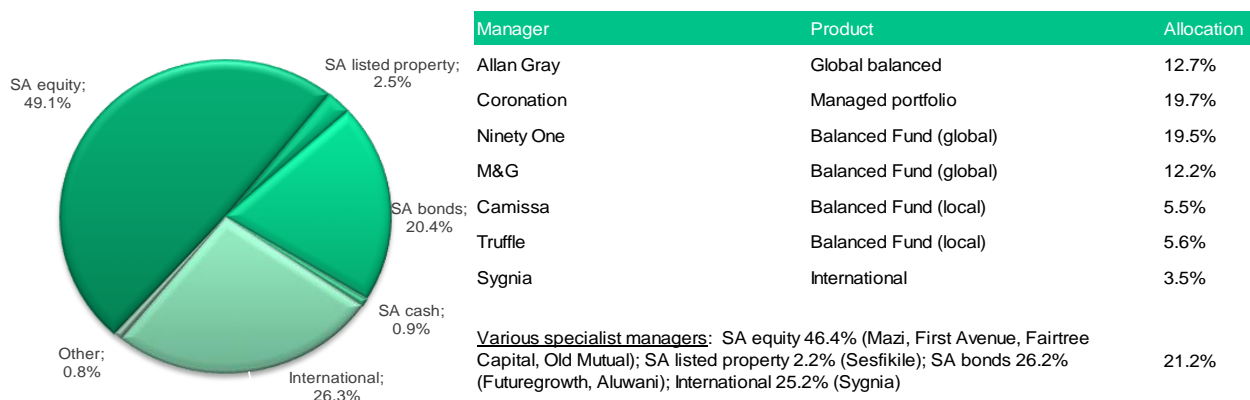 SA equity;
49.1%
SA listed property;
2.5%
SA bonds;
20.4%
SA cash;
0.9%
International;
26.3%
Other;
0.8%
Manager Product Allocation
Allan Gray Global balanced 12.7%
Coronation Managed portfolio 19.7%
Ninety One Balanced Fund (global) 19.5%
M&G Balanced Fund (global) 12.2%
Camissa Balanced Fund (local) 5.5%
Truffle Balanced Fund (local) 5.6%
Sygnia International 3.5%
Various specialist managers: SA equity 46.4% (Mazi, First Avenue, Fairtree
Capital, Old Mutual); SA listed property 2.2% (Sesfikile); SA bonds 26.2% 21.2%
(Futuregrowth, Aluwani); International 25.2% (Sygnia)